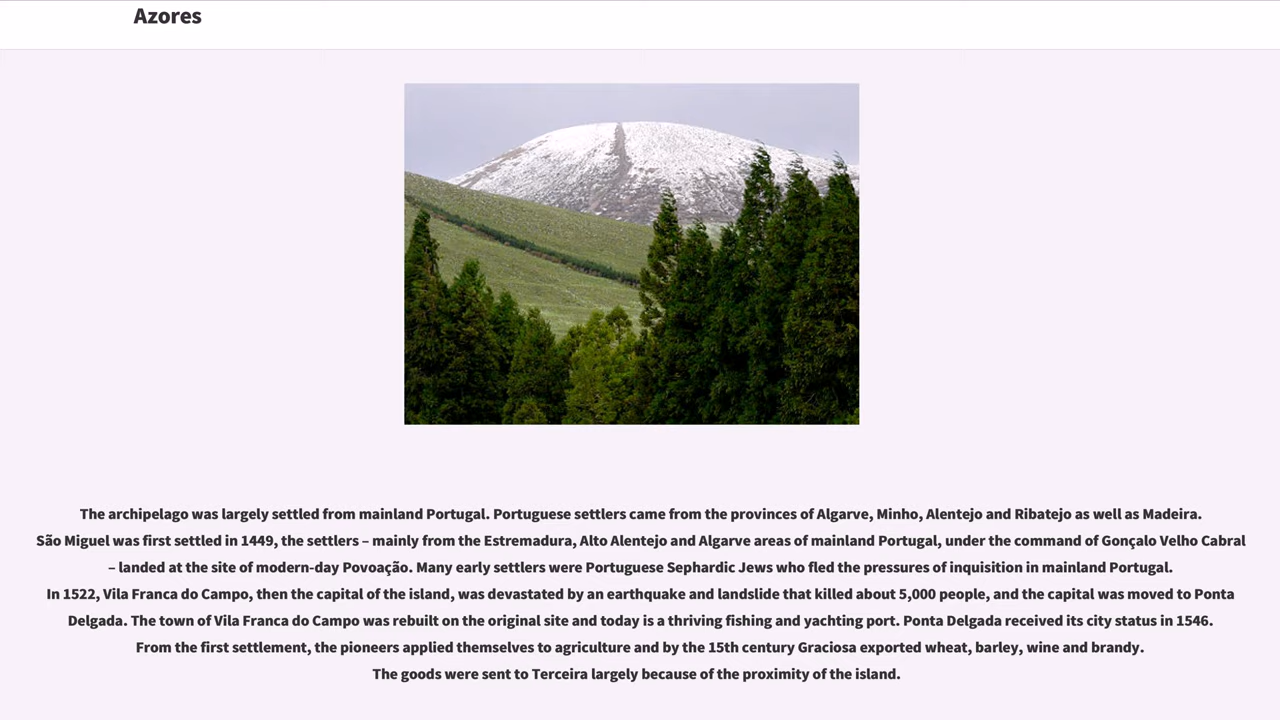 Azores
The archipelago was largely settled from mainland Portugal. Portuguese settlers came from the provinces of Algarve, Minho, Alentejo and Ribatejo as well as Madeira.
São Miguel was first settled in 1449, the settlers – mainly from the Estremadura, Alto Alentejo and Algarve areas of mainland Portugal, under the command of Gonçalo Velho Cabral
– landed at the site of modern-day Povoação. Many early settlers were Portuguese Sephardic Jews who fled the pressures of inquisition in mainland Portugal.
In 1522, Vila Franca do Campo, then the capital of the island, was devastated by an earthquake and landslide that killed about 5,000 people, and the capital was moved to Ponta
Delgada. The town of Vila Franca do Campo was rebuilt on the original site and today is a thriving fishing and yachting port. Ponta Delgada received its city status in 1546.
From the first settlement, the pioneers applied themselves to agriculture and by the 15th century Graciosa exported wheat, barley, wine and brandy.
The goods were sent to Terceira largely because of the proximity of the island.